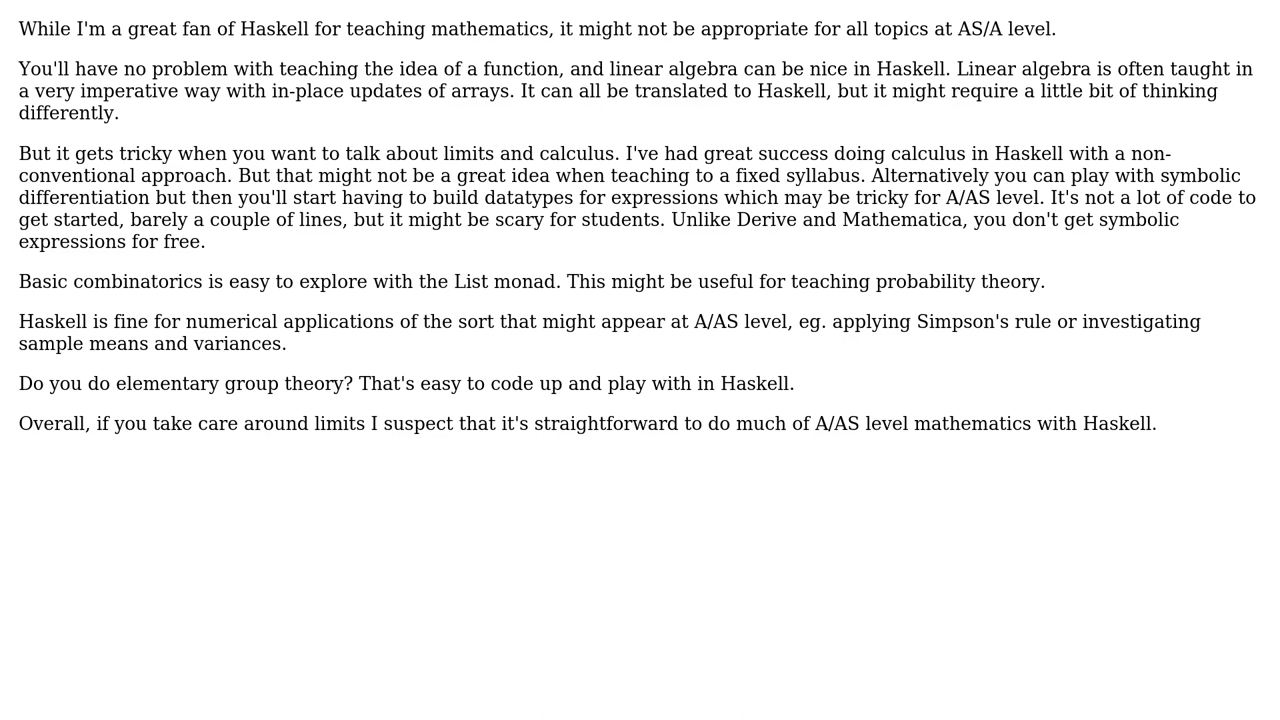 While I'm a great fan of Haskell for teaching mathematics, it might not be appropriate for all topics at AS/A level.
You'll have no problem with teaching the idea of a function, and linear algebra can be nice in Haskell. Linear algebra is often taught in
a very imperative way with in-place updates of arrays. It can all be translated to Haskell, but it might require a little bit of thinking
differently.
But it gets tricky when you want to talk about limits and calculus. I've had great success doing calculus in Haskell with a non-
conventional approach. But that might not be a great idea when teaching to a fixed syllabus. Alternatively you can play with symbolic
differentiation but then you'll start having to build datatypes for expressions which may be tricky for A/AS level. It's not a lot of code to
get started, barely a couple of lines, but it might be scary for students. Unlike Derive and Mathematica, you don't get symbolic
expressions for free.
Basic combinatorics is easy to explore with the List monad. This might be useful for teaching probability theory.
Haskell is fine for numerical applications of the sort that might appear at A/AS level, eg. applying Simpson's rule or investigating
sample means and variances.
Do you do elementary group theory? That's easy to code up and play with in Haskell.
Overall, if you take care around limits I suspect that it's straightforward to do much of A/AS level mathematics with Haskell.